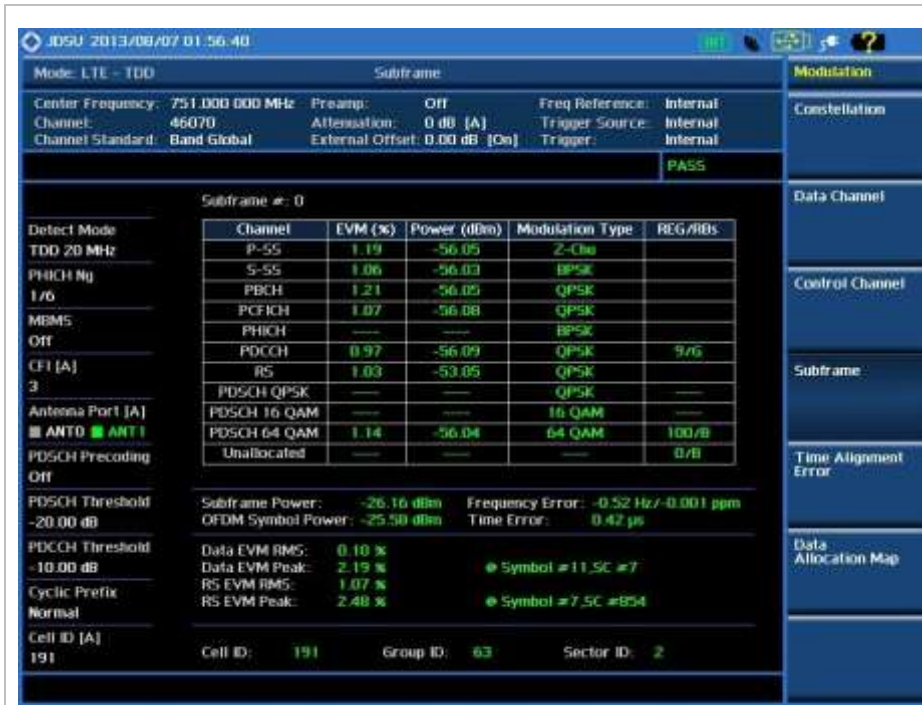 JDSU 2013/08/07 01:56:40
INT
?
Mode: LTE - TDD Subframe
Center Frequency: 751.000 000 MHz Preamp: Off Freq Reference: Internal
Channel: 46070 Attenuation: 0 dB [A] Trigger Source: Internal
Channel Standard: Band Global External Offset: 0.00 dB [On] Trigger: Internal
PASS
Detect Mode
TDD 20 MHz
PHICH Ng
1/6
MBMS
Off
CFI [A]
3
Antenna Port [A]
ANT0 ANT1
PDSCH Precoding
Off
PDSCH Threshold
-20.00 dB
PDCCH Threshold
-10.00 dB
Cyclic Prefix
Normal
Cell ID [A]
191
Subframe #: 0
Channel EVM (%) Power (dBm) Modulation Type REG/RBs
P-SS 1.19 -56.05 Z-Chu
S-SS 1.06 -56.03 BPSK
PBCH 1.21 -56.05 QPSK
PCFICH 1.07 -56.08 QPSK
PHICH ---- ---- BPSK
PDCCH 0.97 -56.09 QPSK 9/G
RS 1.03 -53.05 QPSK
PDSCH QPSK ---- ---- QPSK ----
PDSCH 16 QAM ---- ---- 16 QAM ----
PDSCH 64 QAM 1.14 -56.04 64 QAM 100/B
Unallocated ---- ---- ---- 0/B
Subframe Power: -26.16 dBm Frequency Error: -0.52 Hz/-0.001 ppm
OFDM Symbol Power: -25.58 dBm Time Error: 0.42 µs
Data EVM RMS: 0.10 %
Data EVM Peak: 2.19 % @ Symbol #11,SC #7
RS EVM RMS: 1.07 %
RS EVM Peak: 2.48 % @ Symbol #7,SC #854
Cell ID: 191 Group ID: 63 Sector ID: 2
Modulation
Constellation
Data Channel
Control Channel
Subframe
Time Alignment
Error
Data
Allocation Map